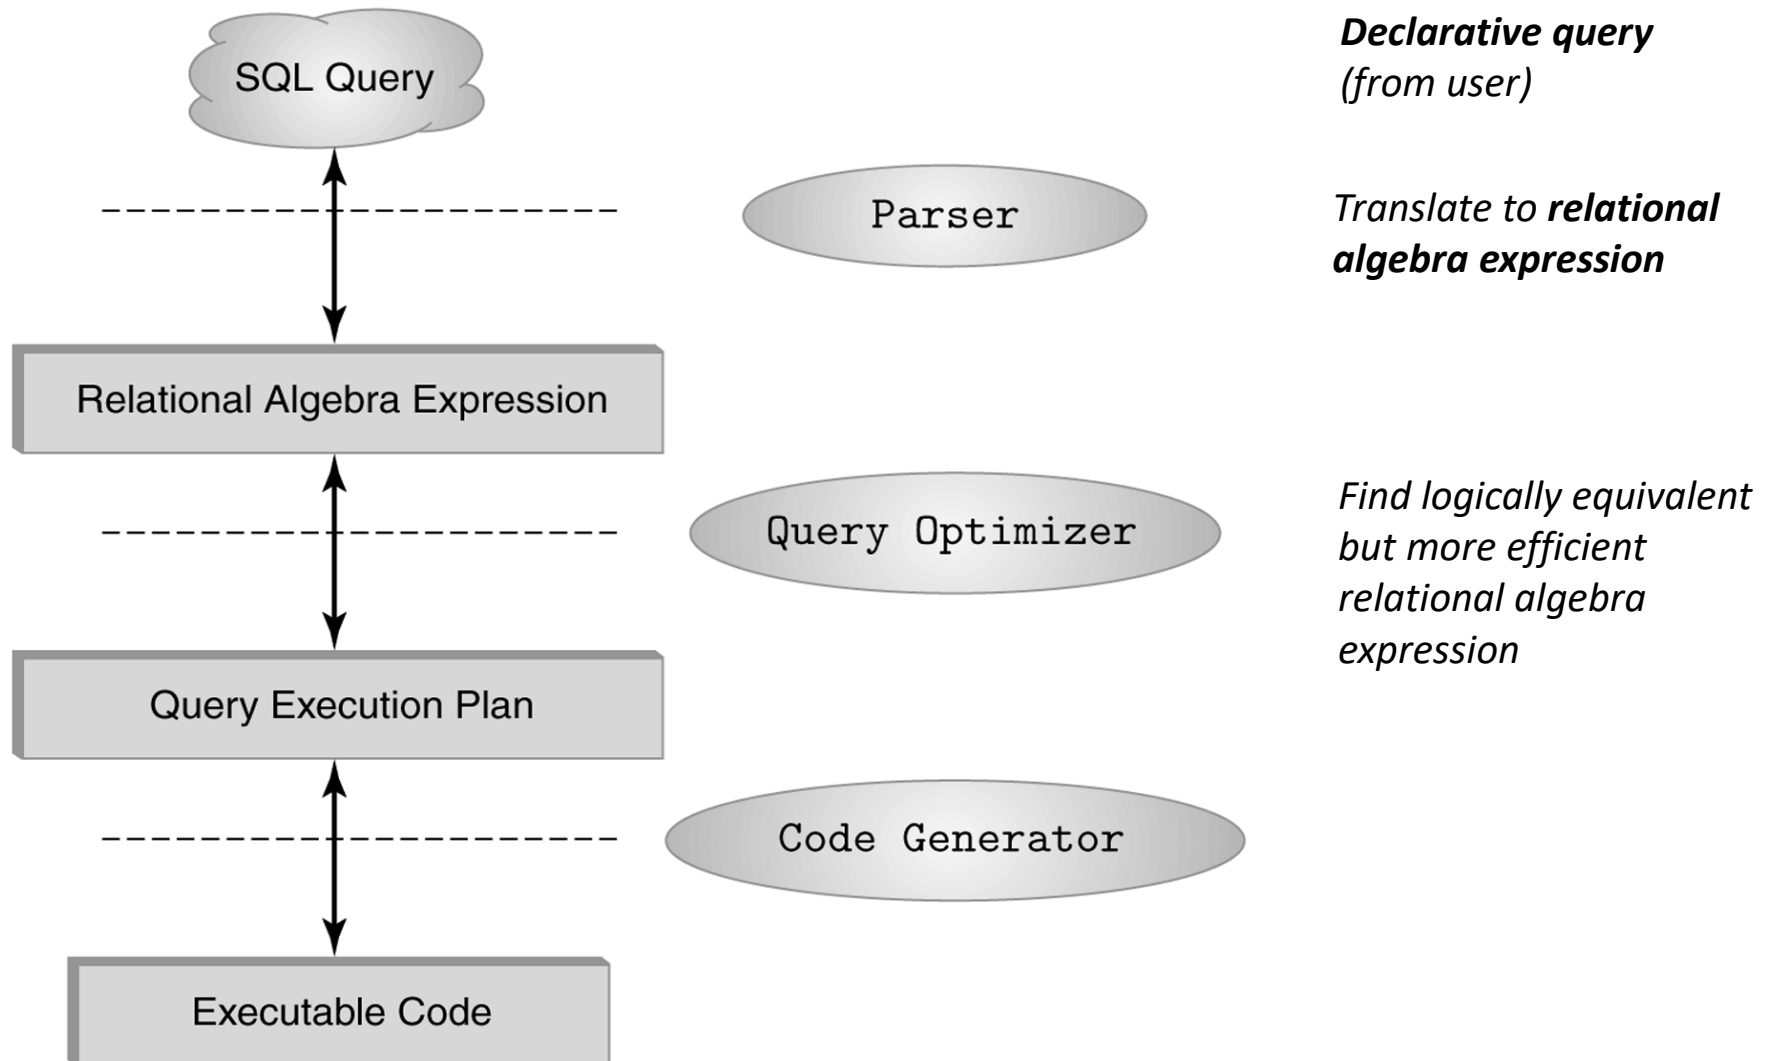 SQL Query
Declarative query
(from user)
Parser
Translate to relational
algebra expression
Relational Algebra Expression
Query Optimizer
Find logically equivalent
but more efficient
relational algebra
expression
Query Execution Plan
Code Generator
Executable Code